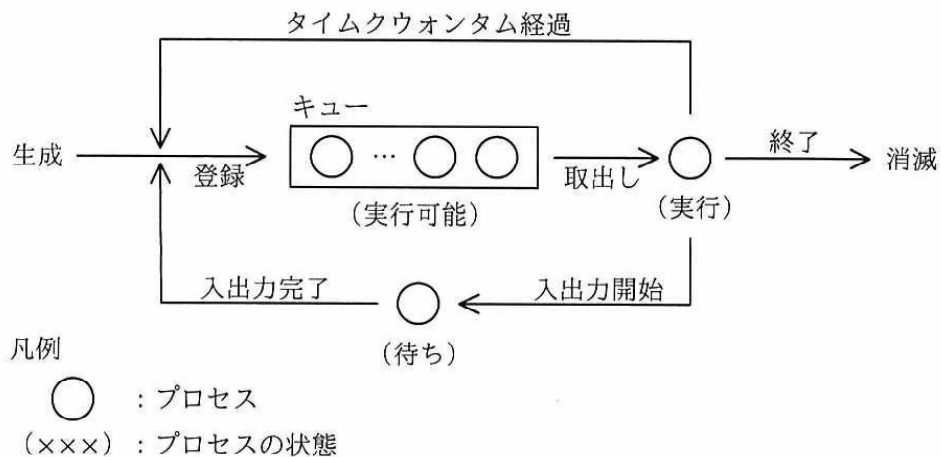 タイムクウォンタム経過
キュー
生成
登録
…
取出し
終了
消滅
(実行可能)
(実行)
入出力完了
入出力開始
(待ち)
凡例
:プロセス
(×××):プロセスの状態